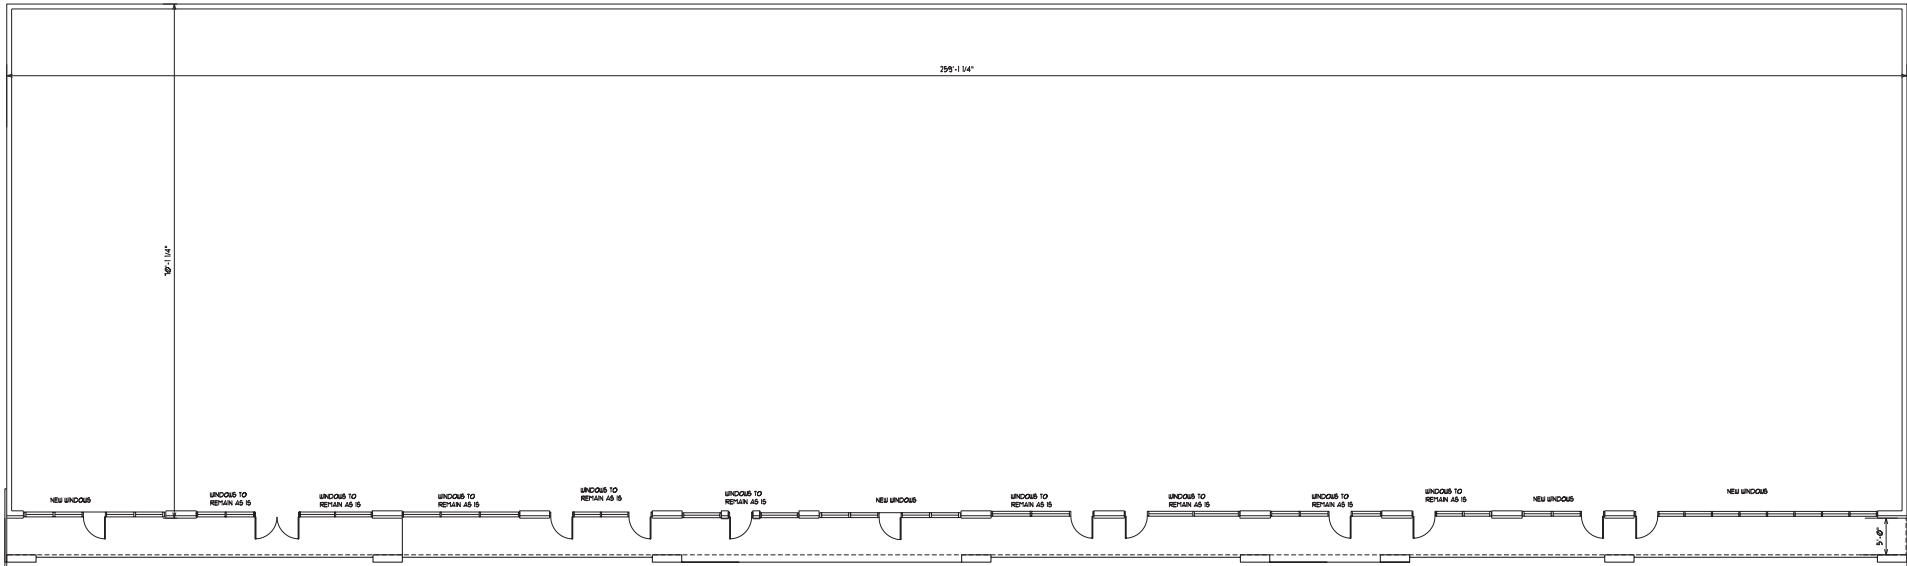 259'-1 1/4"
70'-1 1/4"
NEW WINDOWS
WINDOWS TO
REMAIN AS IS
WINDOWS TO
REMAIN AS IS
WINDOWS TO
REMAIN AS IS
WINDOWS TO
REMAIN AS IS
WINDOWS TO
REMAIN AS IS
NEW WINDOWS
WINDOWS TO
REMAIN AS IS
WINDOWS TO
REMAIN AS IS
WINDOWS TO
REMAIN AS IS
WINDOWS TO
REMAIN AS IS
NEW WINDOWS
NEW WINDOWS
5'-0"